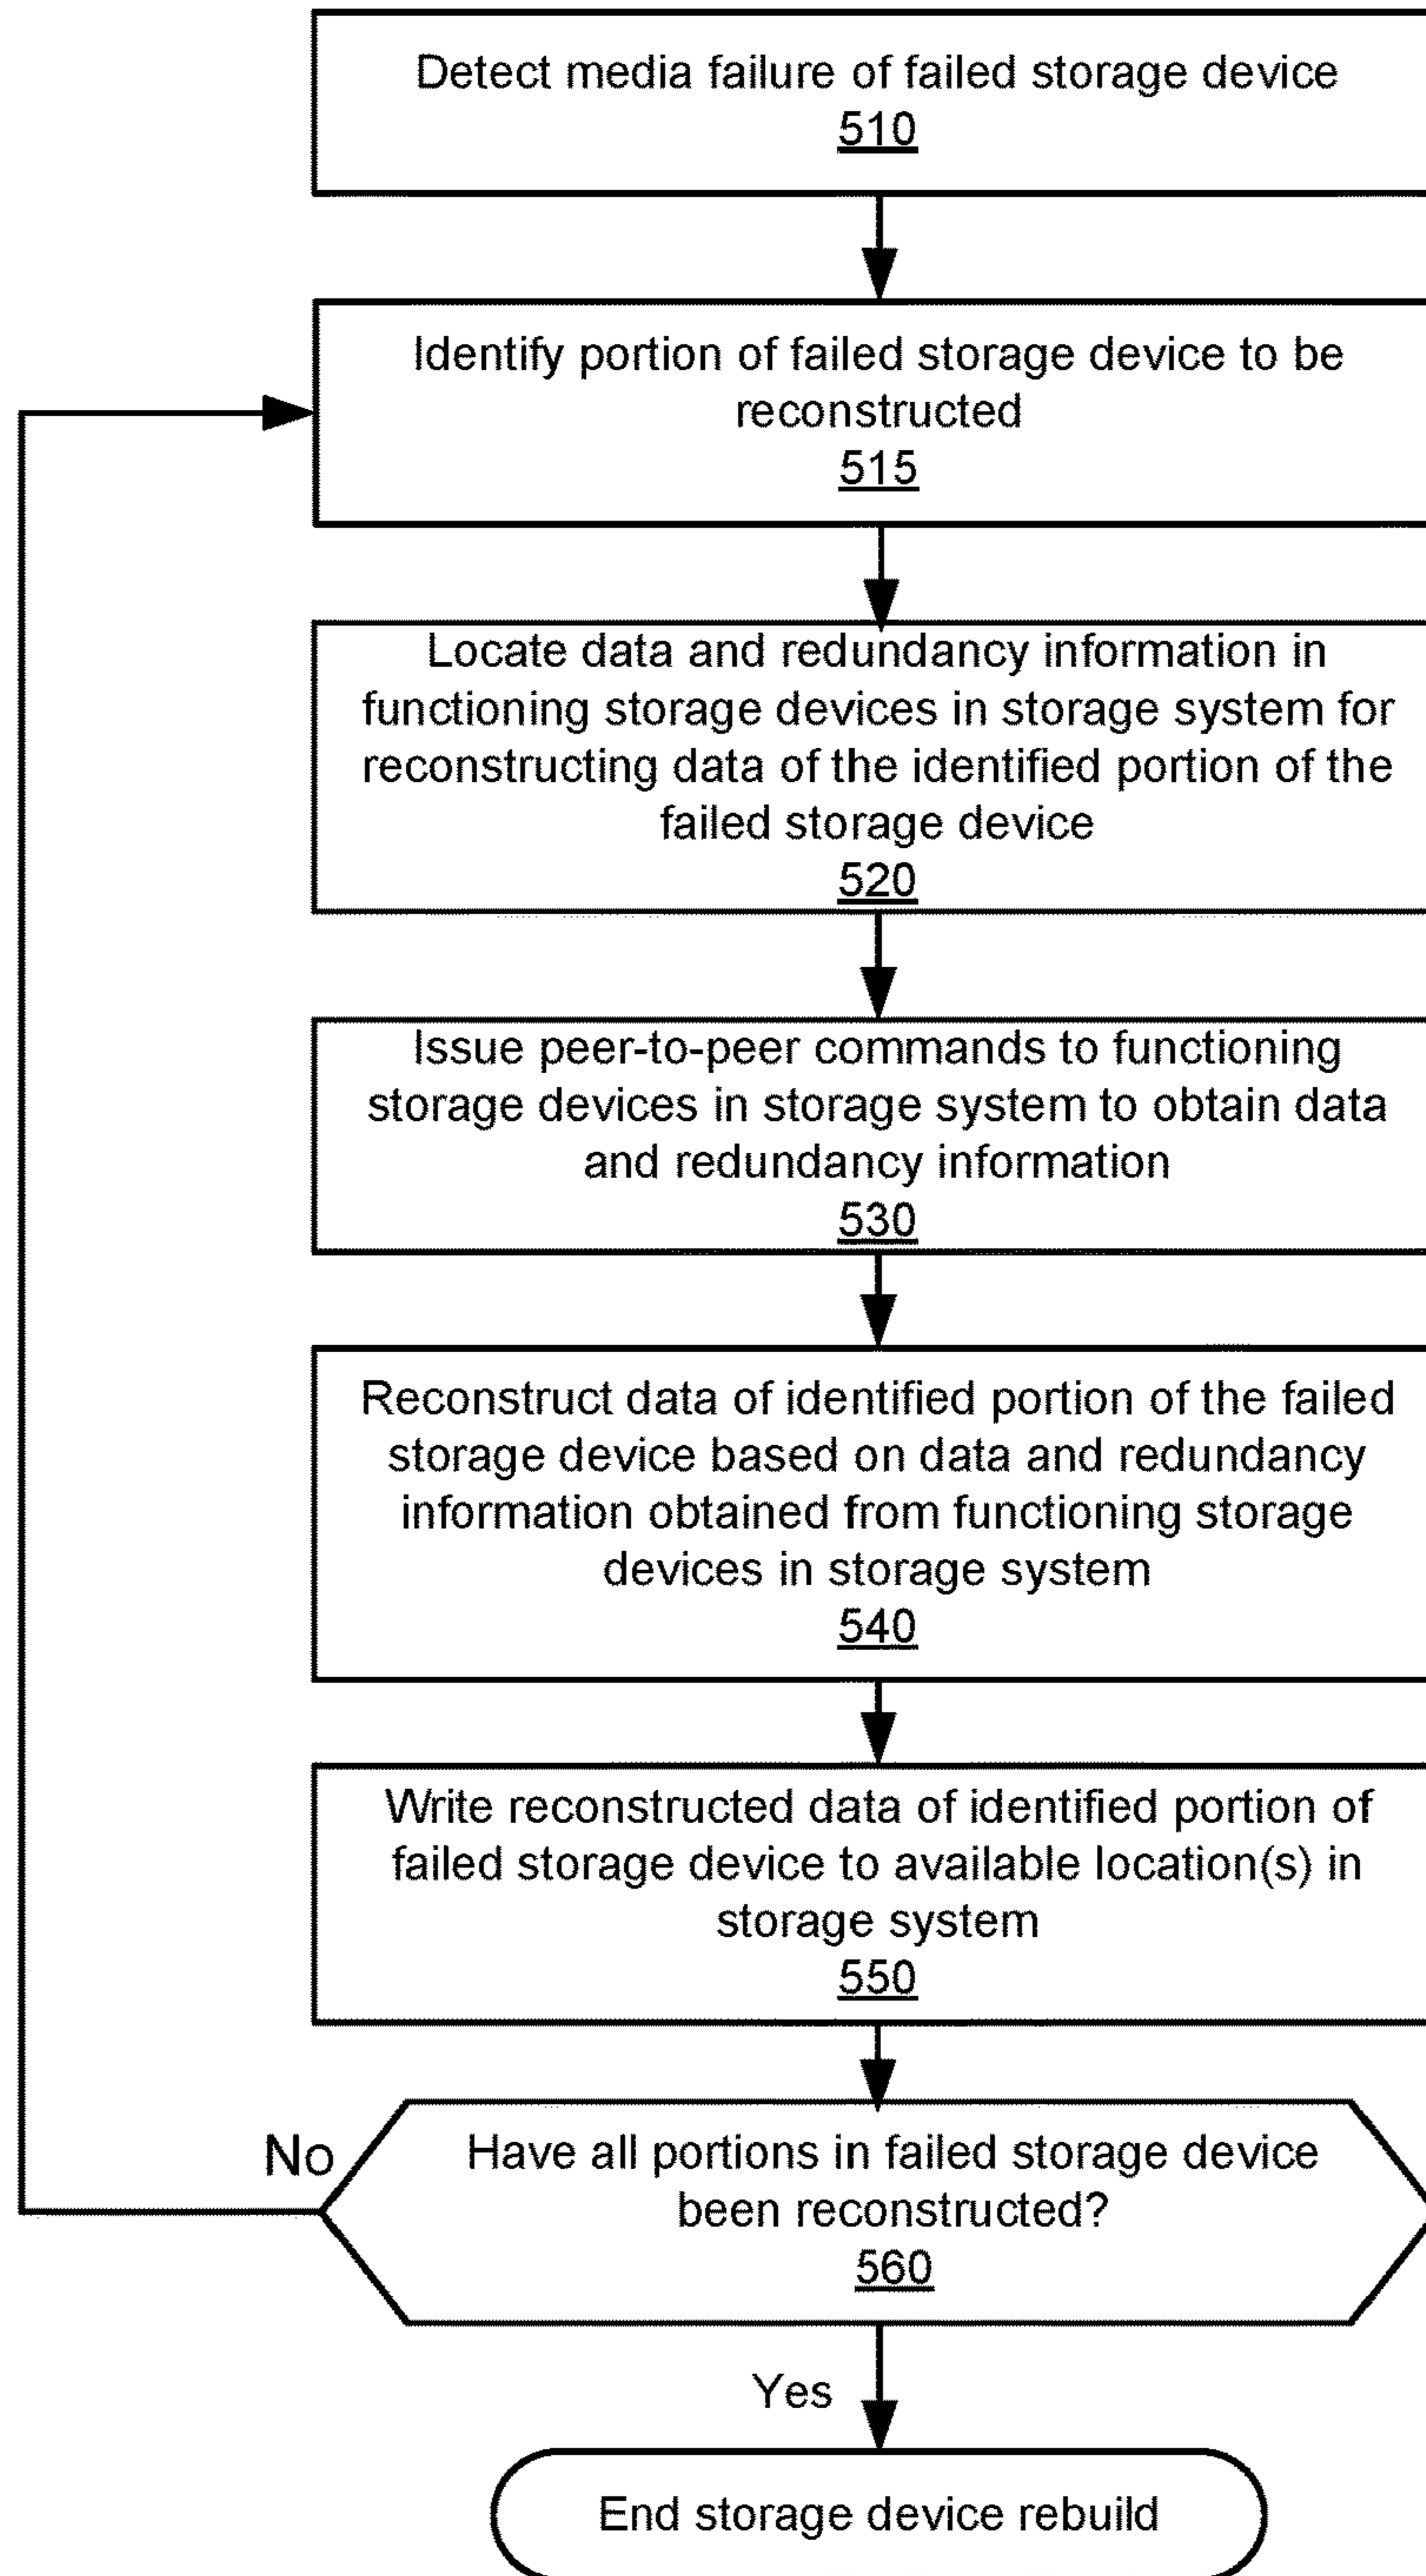 Detect media failure of failed storage device
510
Identify portion of failed storage device to be
reconstructed
515
Locate data and redundancy information in
functioning storage devices in storage system for
reconstructing data of the identified portion of the
failed storage device
520
Issue peer-to-peer commands to functioning
storage devices in storage system to obtain data
and redundancy information
530
Reconstruct data of identified portion of the failed
storage device based on data and redundancy
information obtained from functioning storage
devices in storage system
540
Write reconstructed data of identified portion of
failed storage device to available location(s) in
storage system
550
No
Have all portions in failed storage device
been reconstructed?
560
Yes
End storage device rebuild